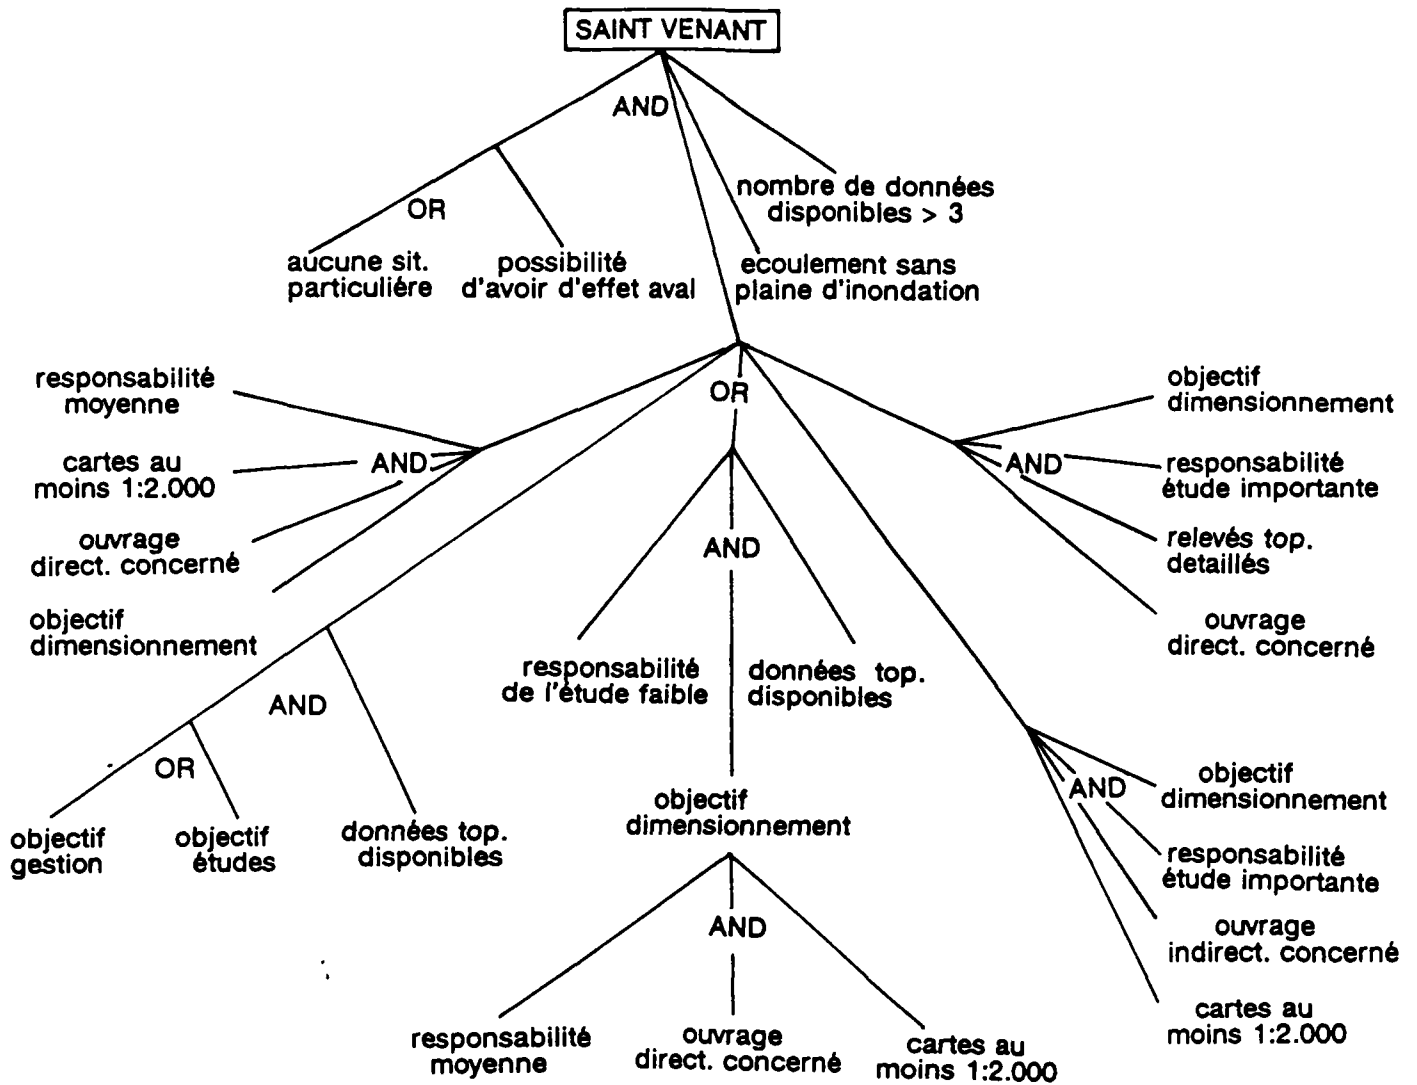 SAINT VENANT
AND
nombre de données
disponibles > 3
OR
aucune sit.
particuliére
possibilité
d'avoir d'effet aval
ecoulement sans
plaine d'inondation
responsabilité
moyenne
OR
objectif
dimensionnement
cartes au
moins 1:2.000
AND
AND
responsabilité
étude importante
ouvrage
direct. concerné
AND
relevés top.
detaillés
objectif
dimensionnement
ouvrage
direct. concerné
responsabilité
de l'étude faible
données top.
disponibles
AND
OR
objectif
gestion
objectif
études
données top.
disponibles
objectif
dimensionnement
AND
objectif
dimensionnement
responsabilité
étude importante
AND
ouvrage
indirect. concerné
responsabilité
moyenne
ouvrage
direct. concerné
cartes au
moins 1:2.000
cartes au
moins 1:2.000